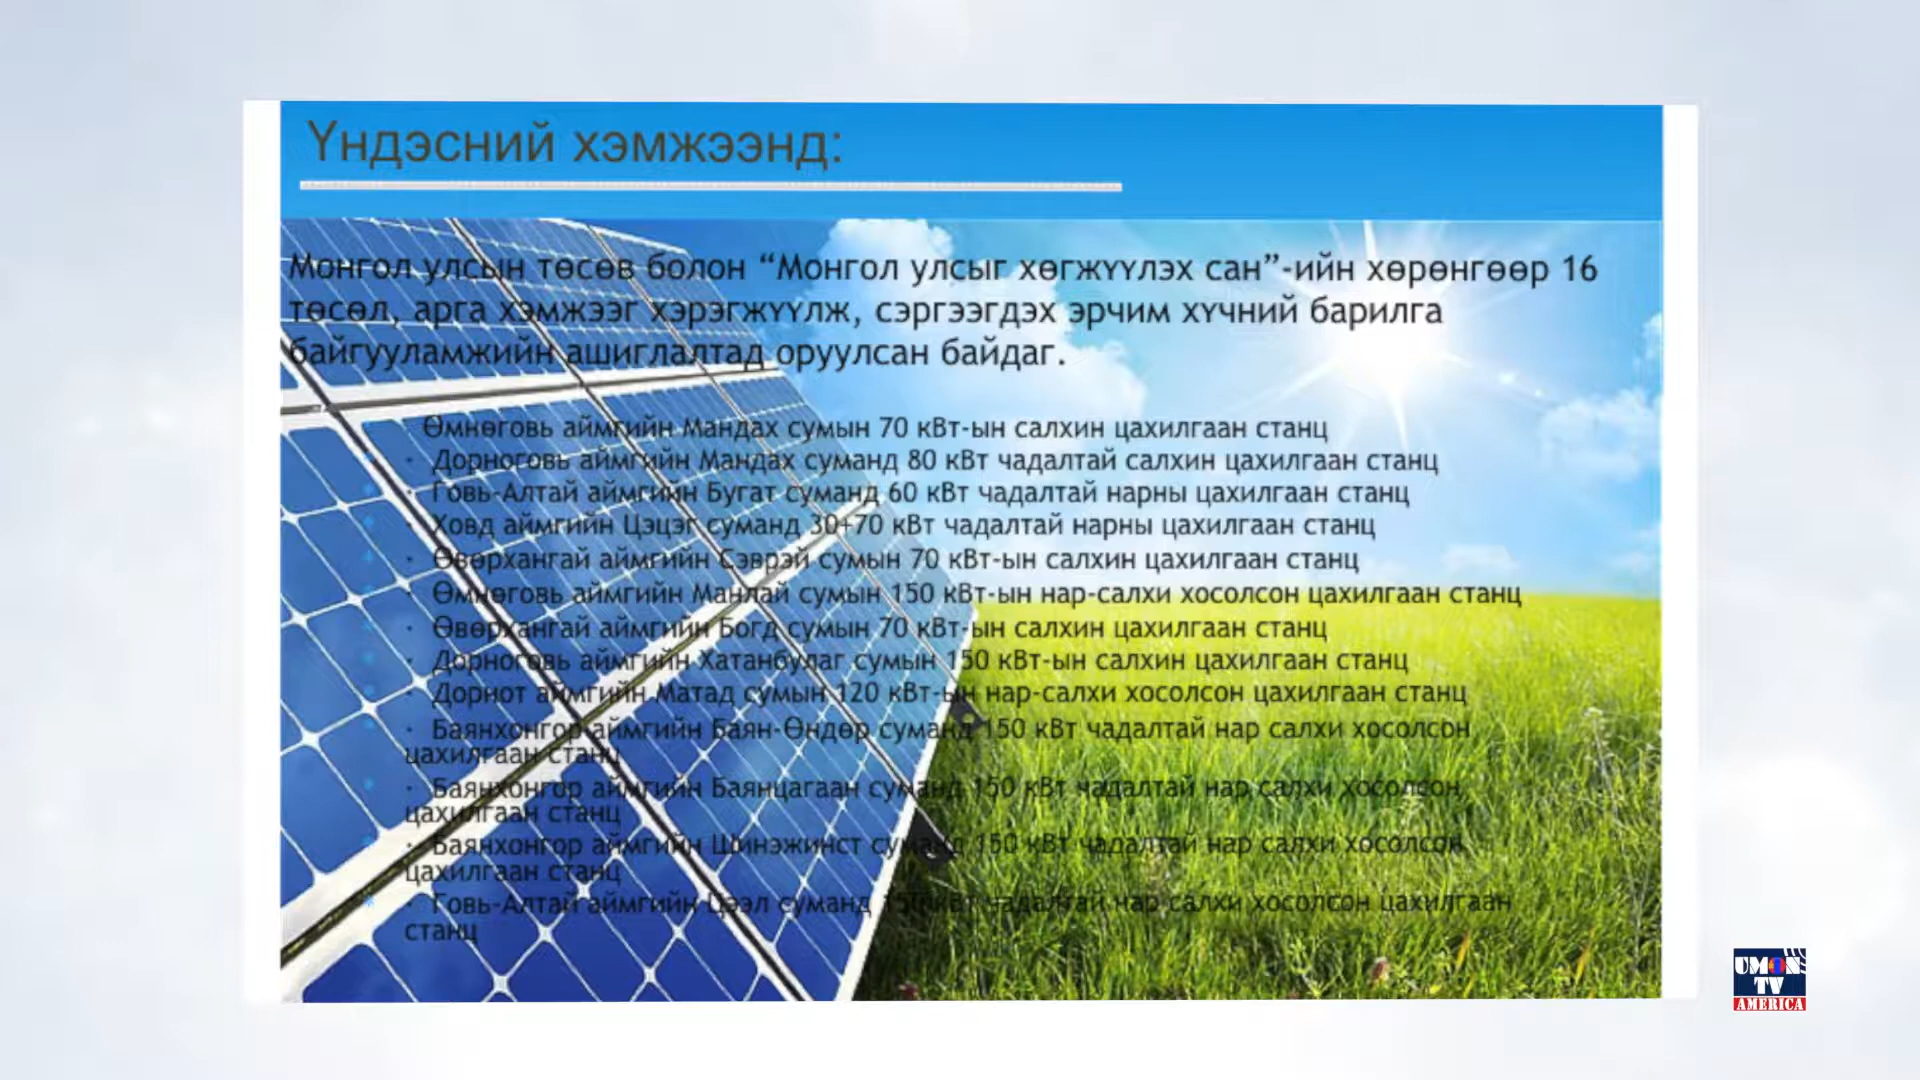 Үндэсний хэмжээнд:
Монгол улсын төсөв болон “Монгол улсыг хөгжүүлэх сан”-ийн хөрөнгөөр 16
төсөл, арга хэмжээг хэрэгжүүлж, сэргээгдэх эрчим хүчний барилга
байгууламжийн ашиглалтад оруулсан байдаг.
Өмнөговь аймгийн Мандах сумын 70 кВт-ын салхин цахилгаан станц
· Дорноговь аймгийн Мандах суманд 80 кВт чадалтай салхин цахилгаан станц
· Говь-Алтай аймгийн Бугат суманд 60 кВт чадалтай нарны цахилгаан станц
· Ховд аймгийн Цэцэг суманд 30+70 кВт чадалтай нарны цахилгаан станц
· Өвөрхангай аймгийн Сэврэй сумын 70 кВт-ын салхин цахилгаан станц
· Өмнөговь аймгийн Манлай сумын 150 кВт-ын нар-салхи хосолсон цахилгаан станц
· Өвөрхангай аймгийн Богд сумын 70 кВт-ын салхин цахилгаан станц
· Дорноговь аймгийн Хатанбулаг сумын 150 кВт-ын салхин цахилгаан станц
· Дорнот аймгийн Матад сумын 120 кВт-ын нар-салхи хосолсон цахилгаан станц
· Баянхонгор аймгийн Баян-Өндөр суманд 150 кВт чадалтай нар салхи хосолсон
цахилгаан станц
· Баянхонгор аймгийн Баянцагаан суманд 150 кВт чадалтай нар салхи хосолсон
цахилгаан станц
· Баянхонгор аймгийн Шинэжинст суманд 150 кВт чадалтай нар салхи хосолсон
цахилгаан станц
· Говь-Алтай аймгийн Цээл суманд 150 кВт чадалтай нар салхи хосолсон цахилгаан
станц
UMON
TV
AMERICA